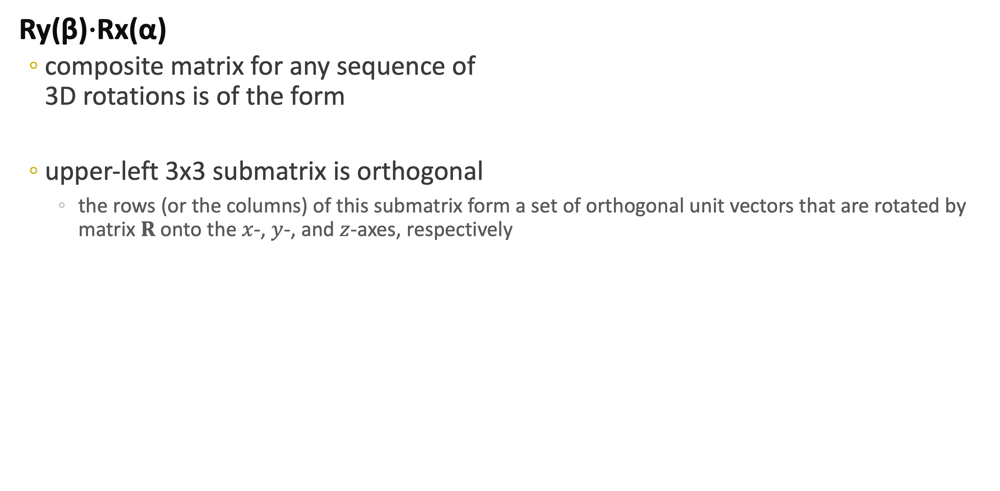 Ry(β)·Rx(α)
◦ composite matrix for any sequence of
3D rotations is of the form
◦ upper-left 3x3 submatrix is orthogonal
◦ the rows (or the columns) of this submatrix form a set of orthogonal unit vectors that are rotated by
matrix R onto the x-, y-, and z-axes, respectively